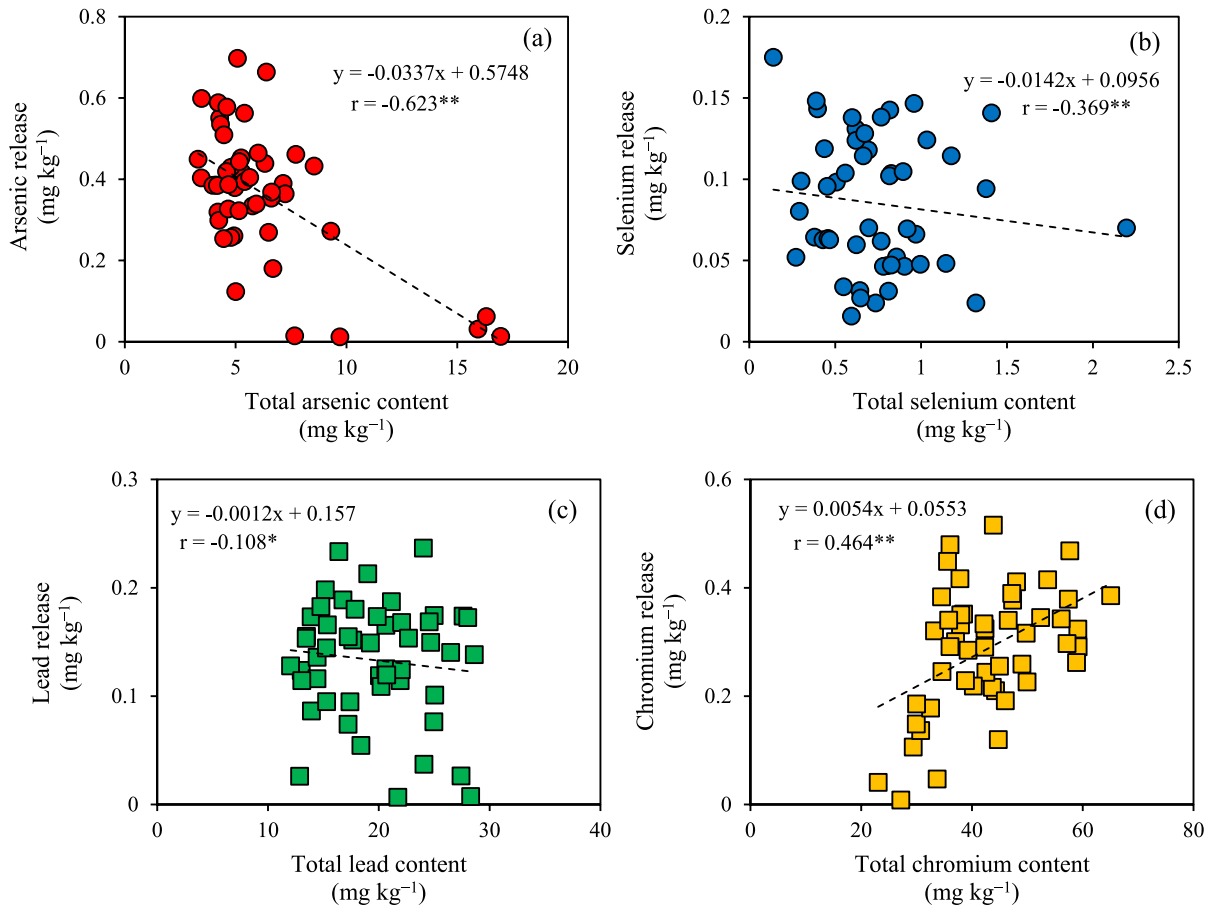 (a)
y = -0.0337x + 0.5748
r = -0.623**
0.8
0.6
0.4
0.2
0
0
5
10
15
20
Arsenic release
(mg kg⁻¹)
Total arsenic content
(mg kg⁻¹)
(b)
y = -0.0142x + 0.0956
r = -0.369**
0.2
0.15
0.1
0.05
0
0
0.5
1
1.5
2
2.5
Selenium release
(mg kg⁻¹)
Total selenium content
(mg kg⁻¹)
(c)
y = -0.0012x + 0.157
r = -0.108*
0.3
0.2
0.1
0
0
10
20
30
40
Lead release
(mg kg⁻¹)
Total lead content
(mg kg⁻¹)
(d)
y = 0.0054x + 0.0553
r = 0.464**
0.6
0.4
0.2
0
0
20
40
60
80
Chromium release
(mg kg⁻¹)
Total chromium content
(mg kg⁻¹)